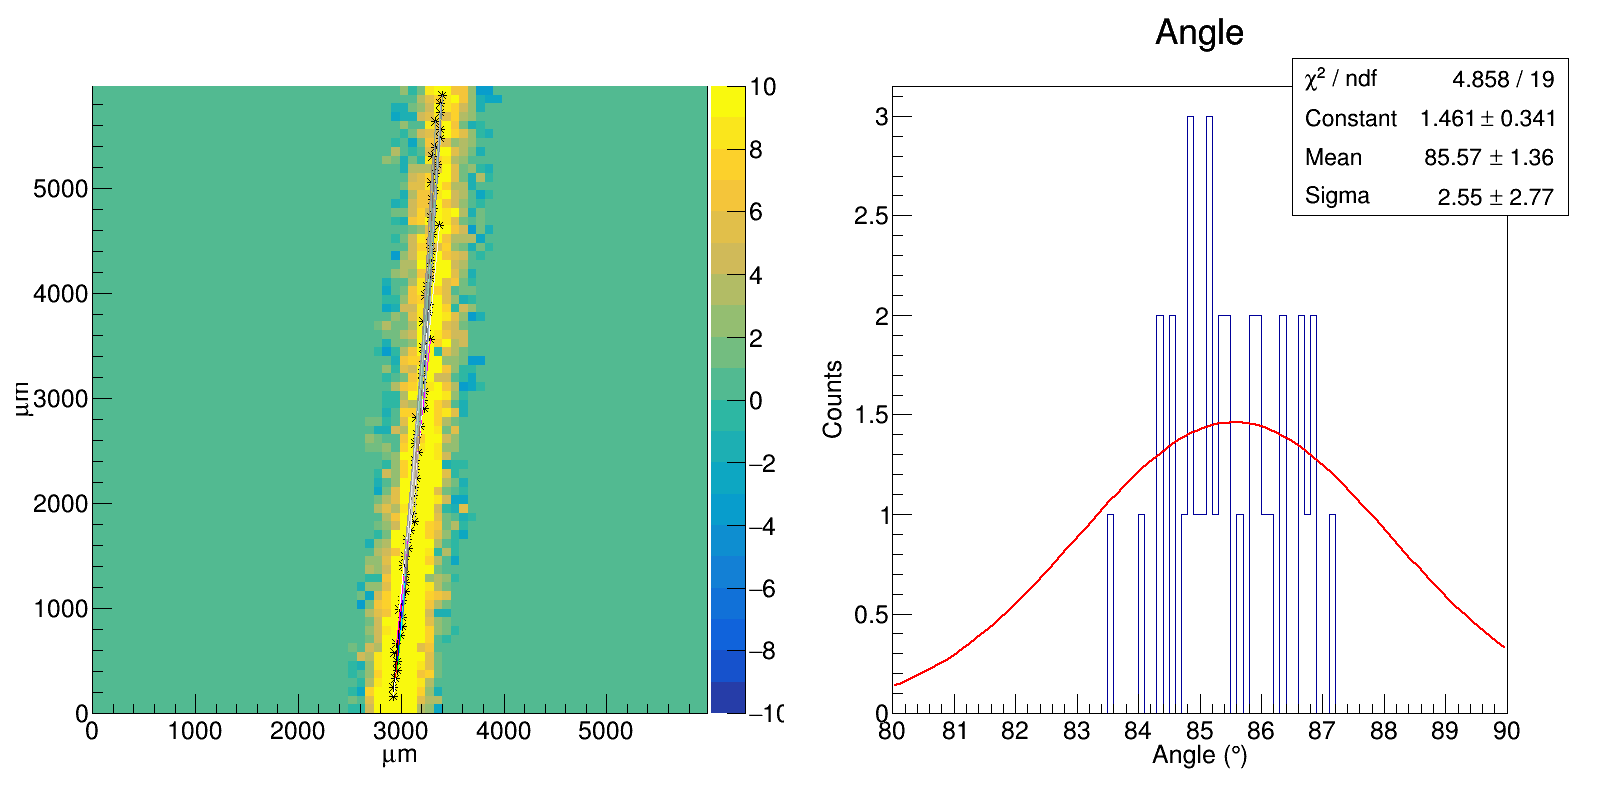 Angle
χ² / ndf 4.858 / 19
Constant 1.461 ± 0.341
Mean 85.57 ± 1.36
Sigma 2.55 ± 2.77
5000
4000
3000
2000
1000
0
μm
0 1000 2000 3000 4000 5000
μm
10
8
6
4
2
0
−2
−4
−6
−8
−10
3
2.5
2
1.5
1
0.5
0
Counts
80 81 82 83 84 85 86 87 88 89 90
Angle (°)